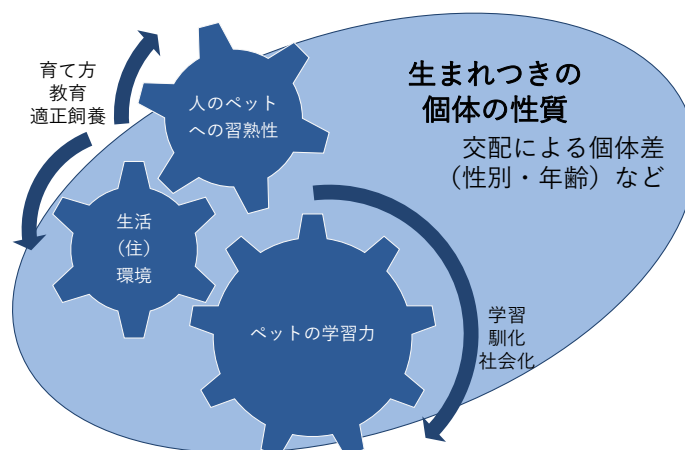 育て方
教育
適正飼養
人のペット
への習熟性
生まれつきの
個体の性質
交配による個体差
（性別・年齢）など
生活
（住）
環境
ペットの学習力
学習
馴化
社会化